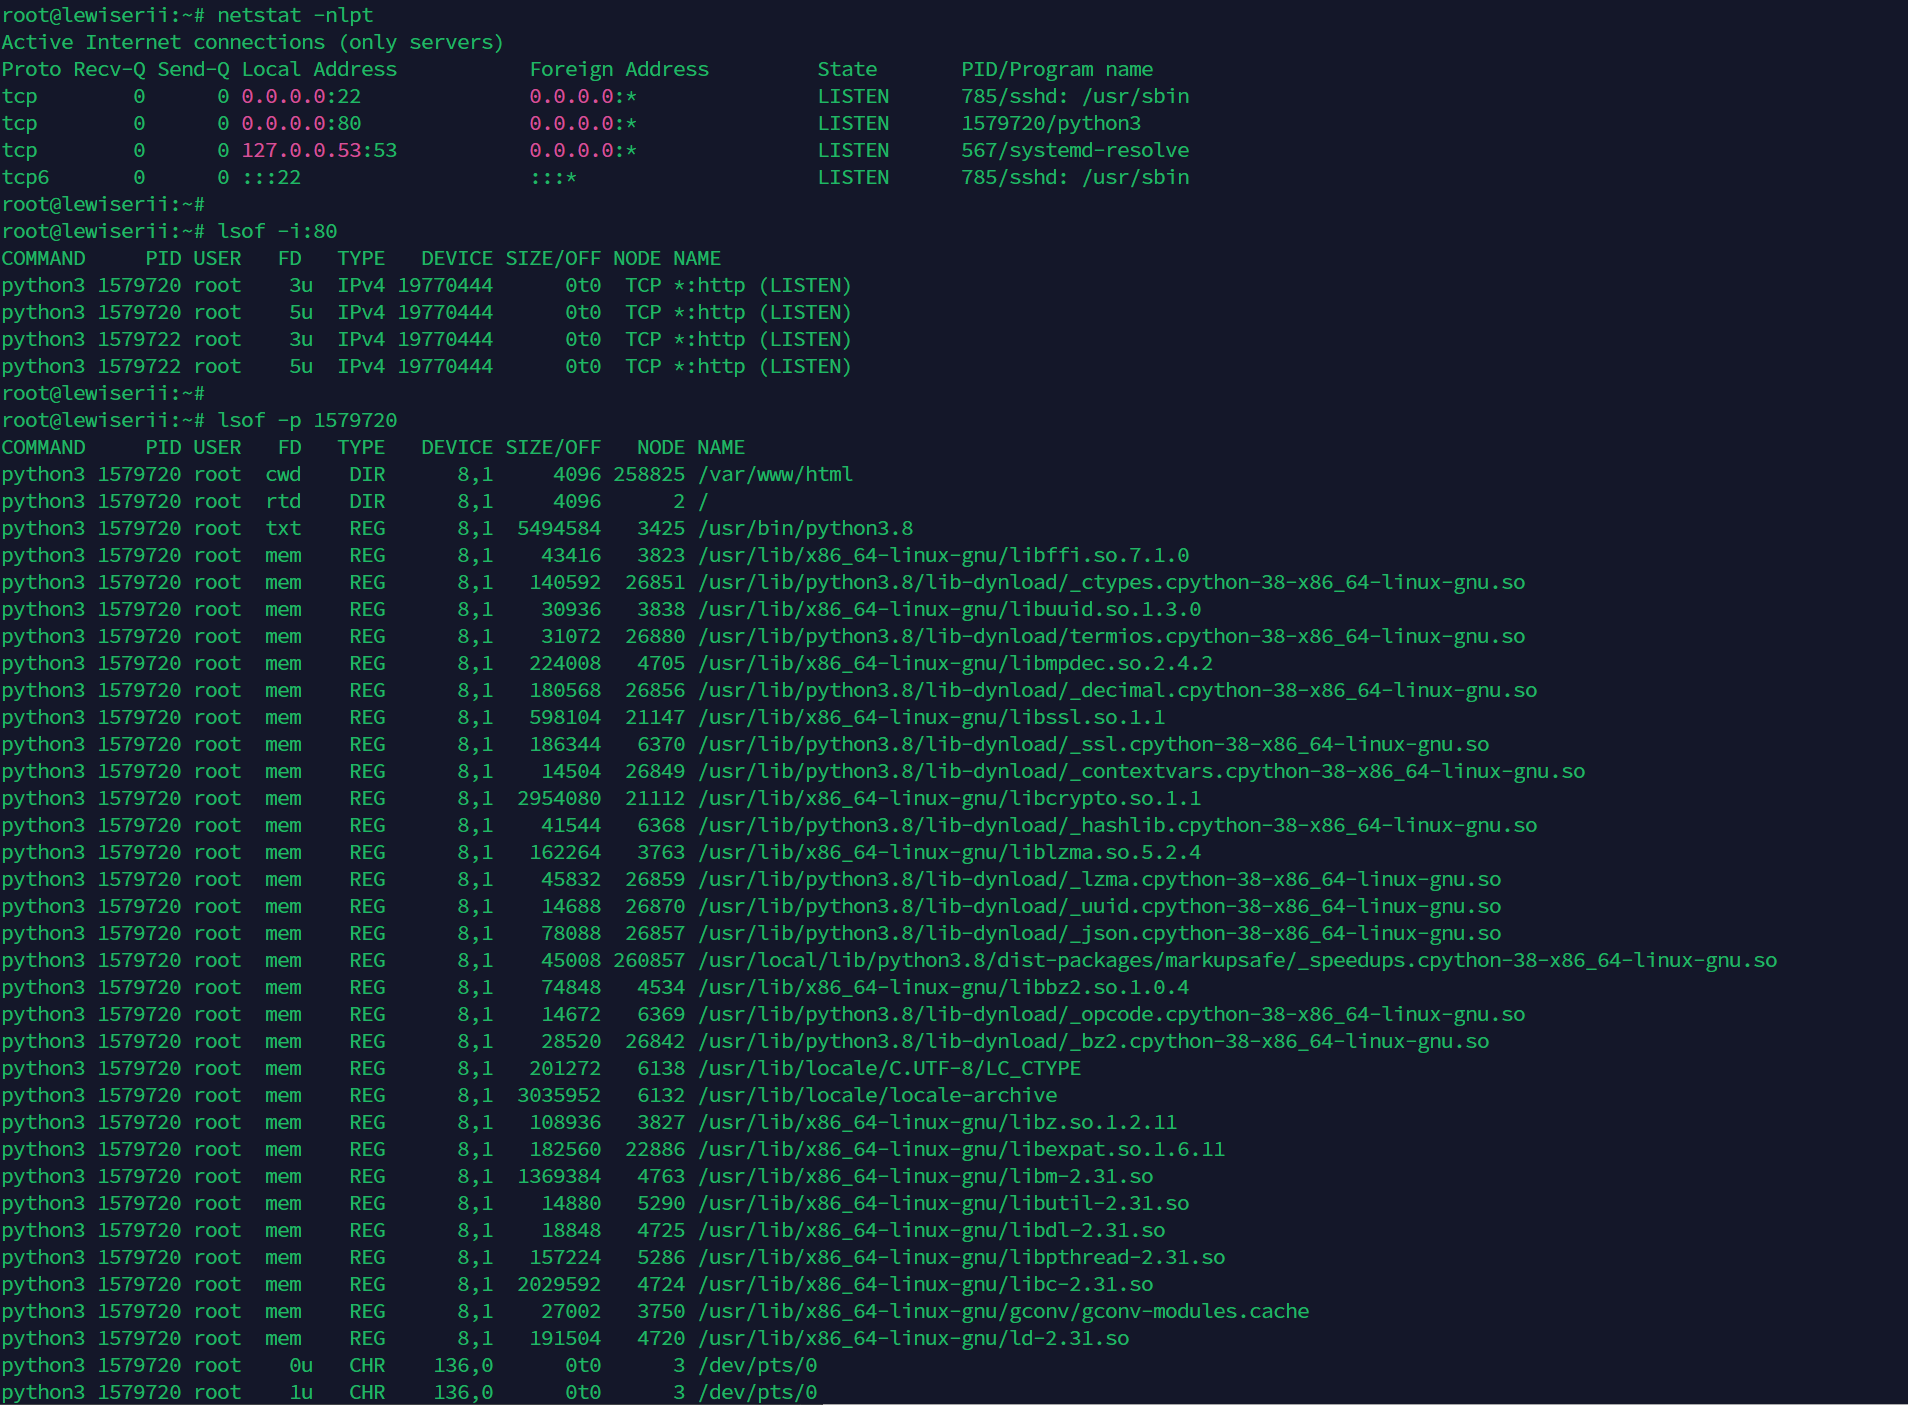 root@lewiserii:~# netstat -nlpt
Active Internet connections (only servers)
Proto Recv-Q Send-Q Local Address           Foreign Address         State       PID/Program name
tcp        0      0 0.0.0.0:22              0.0.0.0:*               LISTEN      785/sshd: /usr/sbin
tcp        0      0 0.0.0.0:80              0.0.0.0:*               LISTEN      1579720/python3
tcp        0      0 127.0.0.53:53           0.0.0.0:*               LISTEN      567/systemd-resolve
tcp6       0      0 :::22                   :::*                    LISTEN      785/sshd: /usr/sbin
root@lewiserii:~#
root@lewiserii:~# lsof -i:80
COMMAND     PID USER   FD   TYPE   DEVICE SIZE/OFF NODE NAME
python3 1579720 root    3u  IPv4 19770444      0t0  TCP *:http (LISTEN)
python3 1579720 root    5u  IPv4 19770444      0t0  TCP *:http (LISTEN)
python3 1579722 root    3u  IPv4 19770444      0t0  TCP *:http (LISTEN)
python3 1579722 root    5u  IPv4 19770444      0t0  TCP *:http (LISTEN)
root@lewiserii:~#
root@lewiserii:~# lsof -p 1579720
COMMAND     PID USER   FD   TYPE   DEVICE SIZE/OFF   NODE NAME
python3 1579720 root  cwd    DIR      8,1     4096 258825 /var/www/html
python3 1579720 root  rtd    DIR      8,1     4096      2 /
python3 1579720 root  txt    REG      8,1  5494584   3425 /usr/bin/python3.8
python3 1579720 root  mem    REG      8,1    43416   3823 /usr/lib/x86_64-linux-gnu/libffi.so.7.1.0
python3 1579720 root  mem    REG      8,1   140592  26851 /usr/lib/python3.8/lib-dynload/_ctypes.cpython-38-x86_64-linux-gnu.so
python3 1579720 root  mem    REG      8,1    30936   3838 /usr/lib/x86_64-linux-gnu/libuuid.so.1.3.0
python3 1579720 root  mem    REG      8,1    31072  26880 /usr/lib/python3.8/lib-dynload/termios.cpython-38-x86_64-linux-gnu.so
python3 1579720 root  mem    REG      8,1   224008   4705 /usr/lib/x86_64-linux-gnu/libmpdec.so.2.4.2
python3 1579720 root  mem    REG      8,1   180568  26856 /usr/lib/python3.8/lib-dynload/_decimal.cpython-38-x86_64-linux-gnu.so
python3 1579720 root  mem    REG      8,1   598104  21147 /usr/lib/x86_64-linux-gnu/libssl.so.1.1
python3 1579720 root  mem    REG      8,1   186344   6370 /usr/lib/python3.8/lib-dynload/_ssl.cpython-38-x86_64-linux-gnu.so
python3 1579720 root  mem    REG      8,1    14504  26849 /usr/lib/python3.8/lib-dynload/_contextvars.cpython-38-x86_64-linux-gnu.so
python3 1579720 root  mem    REG      8,1  2954080  21112 /usr/lib/x86_64-linux-gnu/libcrypto.so.1.1
python3 1579720 root  mem    REG      8,1    41544   6368 /usr/lib/python3.8/lib-dynload/_hashlib.cpython-38-x86_64-linux-gnu.so
python3 1579720 root  mem    REG      8,1   162264   3763 /usr/lib/x86_64-linux-gnu/liblzma.so.5.2.4
python3 1579720 root  mem    REG      8,1    45832  26859 /usr/lib/python3.8/lib-dynload/_lzma.cpython-38-x86_64-linux-gnu.so
python3 1579720 root  mem    REG      8,1    14688  26870 /usr/lib/python3.8/lib-dynload/_uuid.cpython-38-x86_64-linux-gnu.so
python3 1579720 root  mem    REG      8,1    78088  26857 /usr/lib/python3.8/lib-dynload/_json.cpython-38-x86_64-linux-gnu.so
python3 1579720 root  mem    REG      8,1    45008 260857 /usr/local/lib/python3.8/dist-packages/markupsafe/_speedups.cpython-38-x86_64-linux-gnu.so
python3 1579720 root  mem    REG      8,1    74848   4534 /usr/lib/x86_64-linux-gnu/libbz2.so.1.0.4
python3 1579720 root  mem    REG      8,1    14672   6369 /usr/lib/python3.8/lib-dynload/_opcode.cpython-38-x86_64-linux-gnu.so
python3 1579720 root  mem    REG      8,1    28520  26842 /usr/lib/python3.8/lib-dynload/_bz2.cpython-38-x86_64-linux-gnu.so
python3 1579720 root  mem    REG      8,1   201272   6138 /usr/lib/locale/C.UTF-8/LC_CTYPE
python3 1579720 root  mem    REG      8,1  3035952   6132 /usr/lib/locale/locale-archive
python3 1579720 root  mem    REG      8,1   108936   3827 /usr/lib/x86_64-linux-gnu/libz.so.1.2.11
python3 1579720 root  mem    REG      8,1   182560  22886 /usr/lib/x86_64-linux-gnu/libexpat.so.1.6.11
python3 1579720 root  mem    REG      8,1  1369384   4763 /usr/lib/x86_64-linux-gnu/libm-2.31.so
python3 1579720 root  mem    REG      8,1    14880   5290 /usr/lib/x86_64-linux-gnu/libutil-2.31.so
python3 1579720 root  mem    REG      8,1    18848   4725 /usr/lib/x86_64-linux-gnu/libdl-2.31.so
python3 1579720 root  mem    REG      8,1   157224   5286 /usr/lib/x86_64-linux-gnu/libpthread-2.31.so
python3 1579720 root  mem    REG      8,1  2029592   4724 /usr/lib/x86_64-linux-gnu/libc-2.31.so
python3 1579720 root  mem    REG      8,1    27002   3750 /usr/lib/x86_64-linux-gnu/gconv/gconv-modules.cache
python3 1579720 root  mem    REG      8,1   191504   4720 /usr/lib/x86_64-linux-gnu/ld-2.31.so
python3 1579720 root    0u   CHR    136,0      0t0      3 /dev/pts/0
python3 1579720 root    1u   CHR    136,0      0t0      3 /dev/pts/0